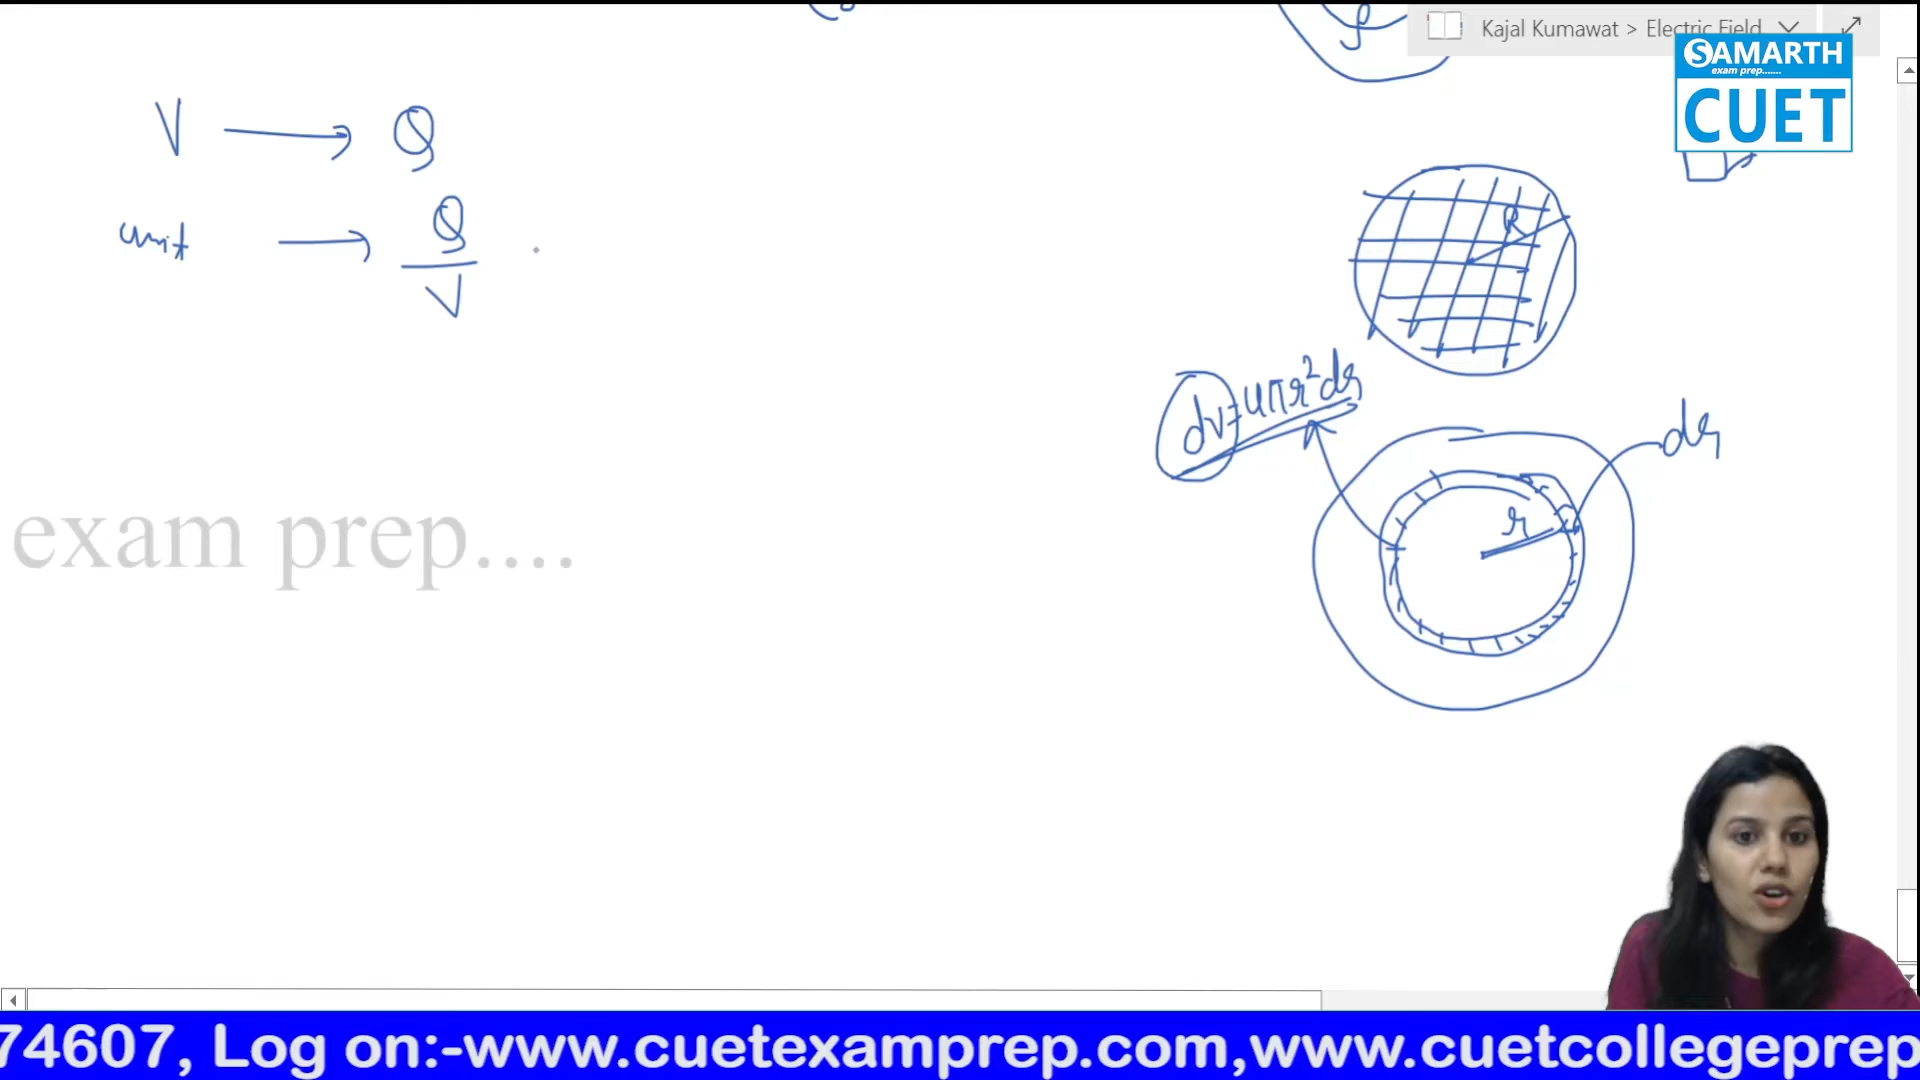 Kajal Kumawat > Electric Field
SAMARTH
exam prep......
CUET
V → Q
unit → Q/V
R
dv = 4πr²dr
dr
r
ρ
exam prep....
74607, Log on:-www.cuetexamprep.com,www.cuetcollegeprep